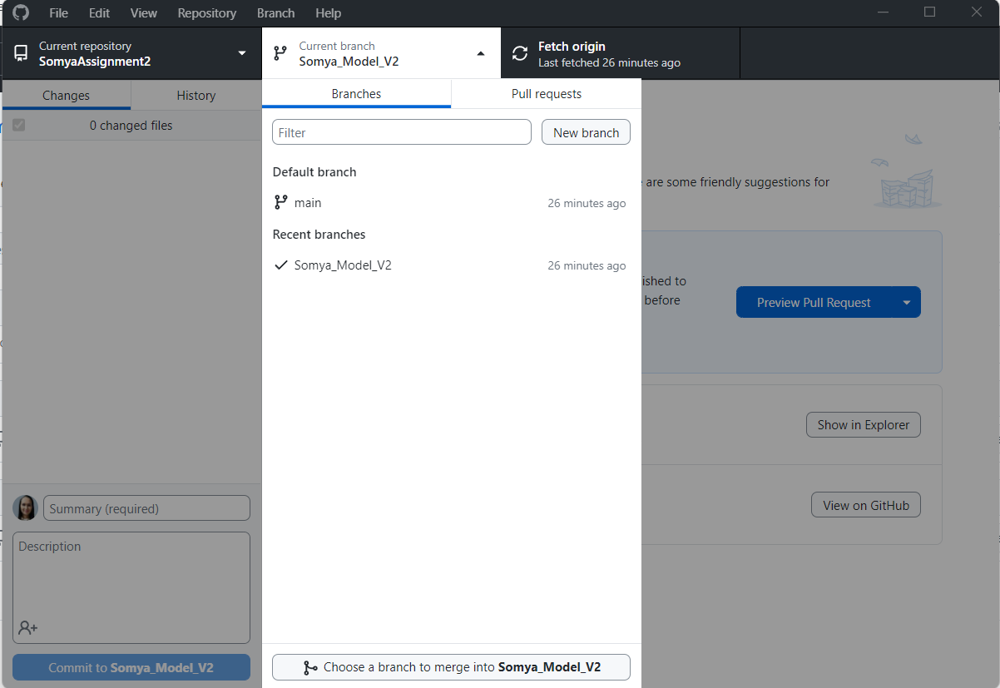 File Edit View Repository Branch Help
Current repository
SomyaAssignment2
Current branch
Somya_Model_V2
Fetch origin
Last fetched 26 minutes ago
Changes
History
0 changed files
Branches
Pull requests
Filter
New branch
Default branch
main 26 minutes ago
Recent branches
Somya_Model_V2 26 minutes ago
Choose a branch to merge into Somya_Model_V2
are some friendly suggestions for
ished to
before
Preview Pull Request
Show in Explorer
View on GitHub
Summary (required)
Description
Commit to Somya_Model_V2